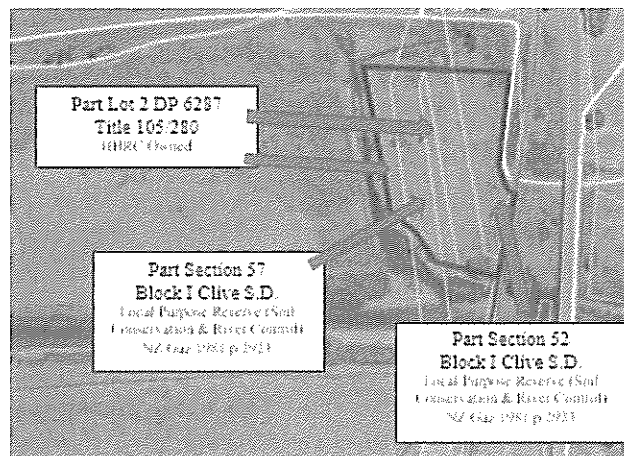 Part Lot 2 DP 6287
Title 105/280
HBRC Owned
Part Section 57
Block I Clive S.D.
Local Purpose Reserve (Soil
Conservation & River Control)
NZ Gaz 1981 p 2923
Part Section 52
Block I Clive S.D.
Local Purpose Reserve (Soil
Conservation & River Control)
NZ Gaz 1981 p 2923